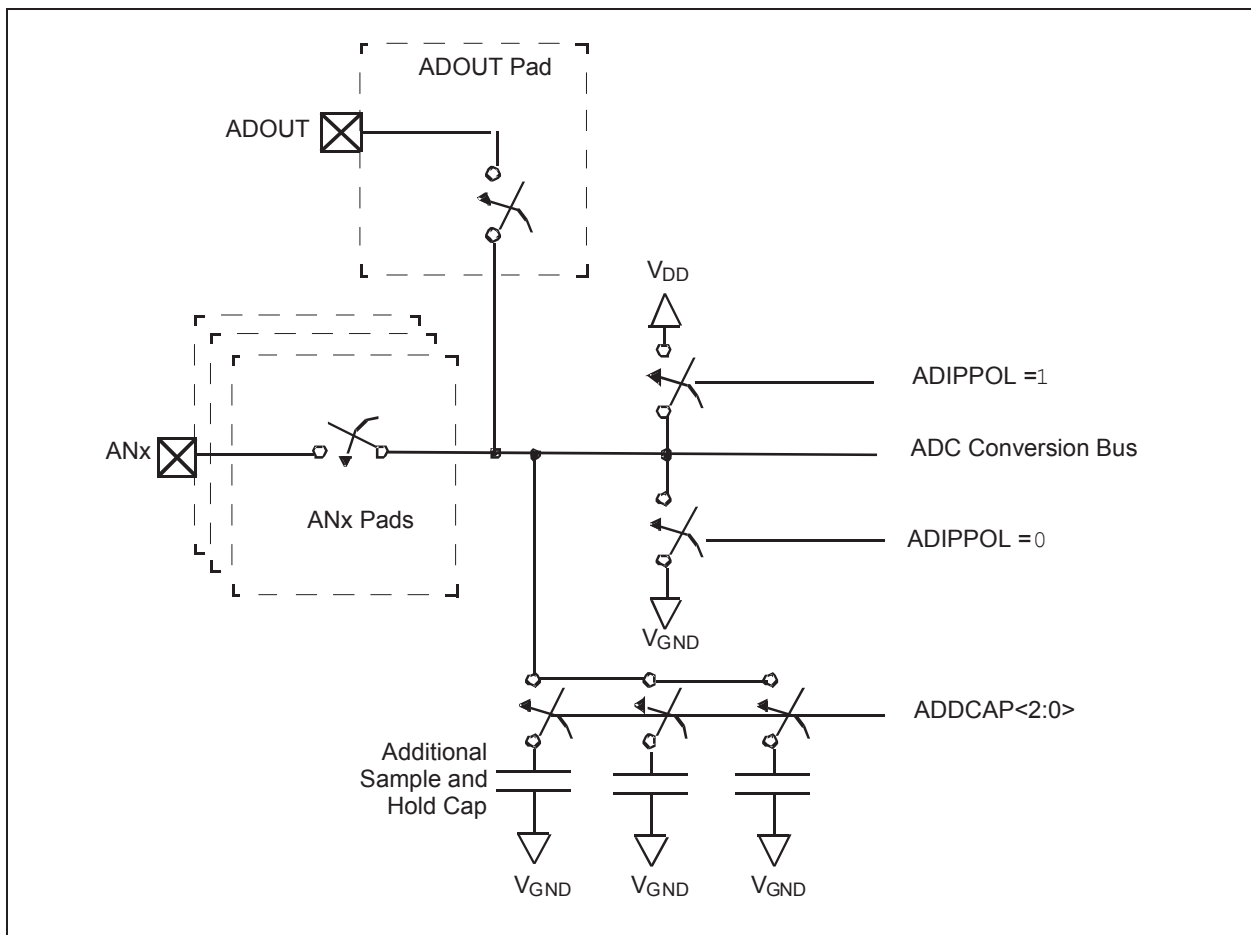 ADOUT Pad
ADOUT
VDD
ADIPPOL =1
ANx
ADC Conversion Bus
ANx Pads
ADIPPOL =0
VGND
ADDCAP<2:0>
Additional
Sample and
Hold Cap
VGND
VGND
VGND